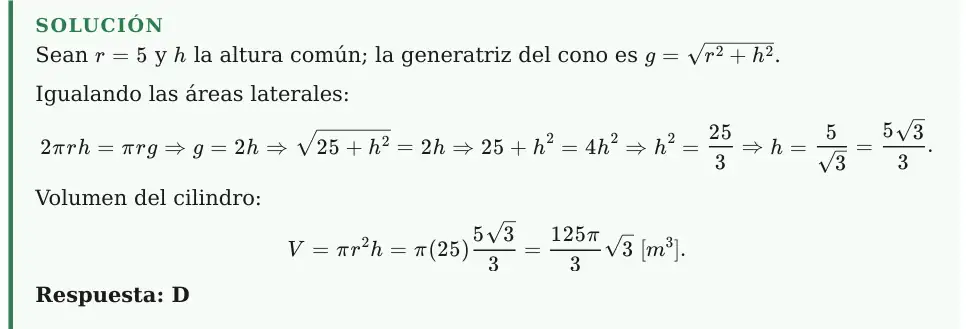 SOLUCIÓN
Sean r = 5 y h la altura común; la generatriz del cono es g = √(r² + h²).
Igualando las áreas laterales:
2πrh = πrg ⇒ g = 2h ⇒ √(25 + h²) = 2h ⇒ 25 + h² = 4h² ⇒ h² = 25/3 ⇒ h = 5/√3 = 5√3/3.
Volumen del cilindro:
V = πr²h = π(25) 5√3/3 = 125π/3 √3 [m³].
Respuesta: D